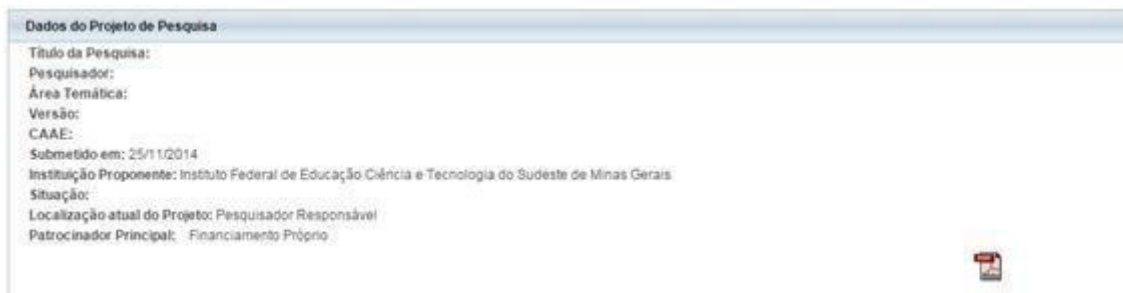 Dados do Projeto de Pesquisa
Título da Pesquisa:
Pesquisador:
Área Temática:
Versão:
CAAE:
Submetido em: 25/11/2014
Instituição Proponente: Instituto Federal de Educação Ciência e Tecnologia do Sudeste de Minas Gerais
Situação:
Localização atual do Projeto: Pesquisador Responsável
Patrocinador Principal: Financiamento Próprio